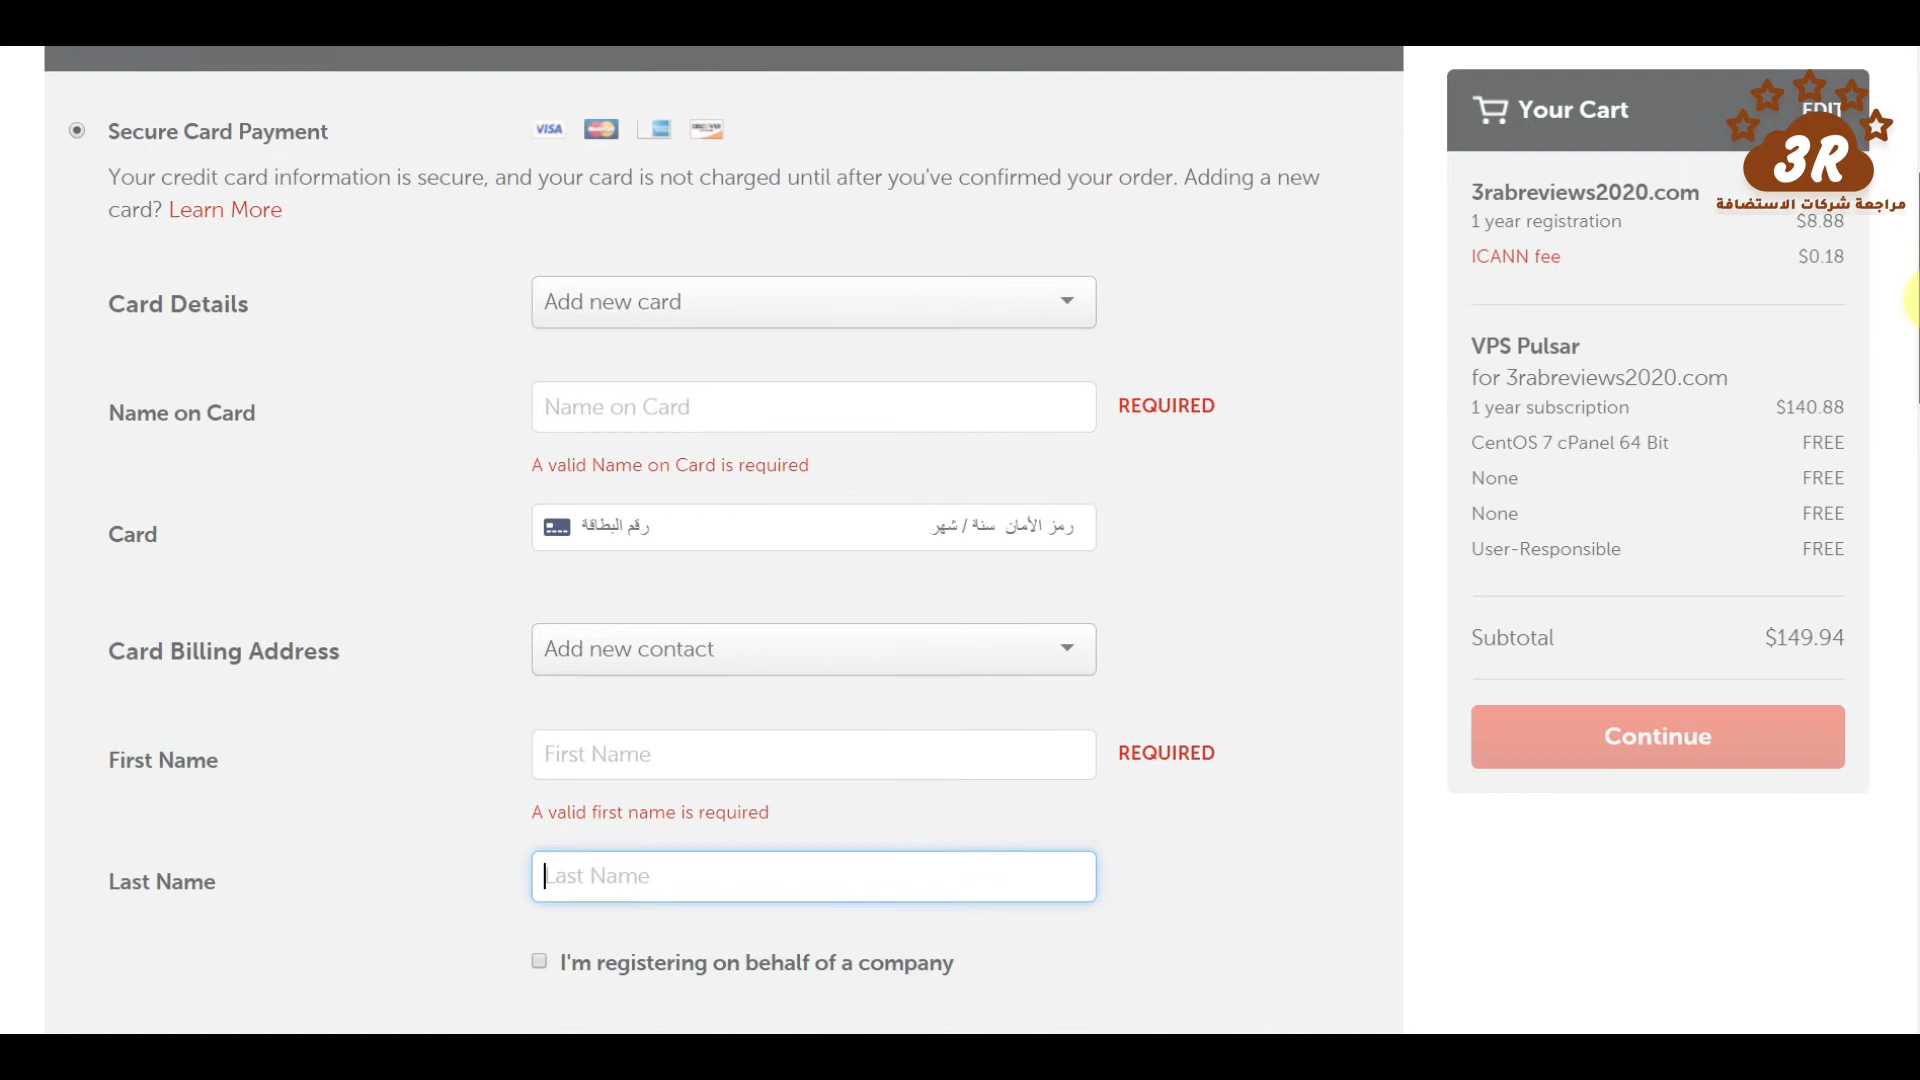 Secure Card Payment
VISA
DISCOVER
Your credit card information is secure, and your card is not charged until after you've confirmed your order. Adding a new
card? Learn More
Card Details
Add new card
Name on Card
Name on Card
REQUIRED
A valid Name on Card is required
Card
رقم البطاقة
رمز الأمان سنة / شهر
Card Billing Address
Add new contact
First Name
First Name
REQUIRED
A valid first name is required
Last Name
Last Name
I'm registering on behalf of a company
Your Cart
EDIT
3R
مراجعة شركات الاستضافة
3rabreviews2020.com
1 year registration $8.88
ICANN fee $0.18
VPS Pulsar
for 3rabreviews2020.com
1 year subscription $140.88
CentOS 7 cPanel 64 Bit FREE
None FREE
None FREE
User-Responsible FREE
Subtotal $149.94
Continue